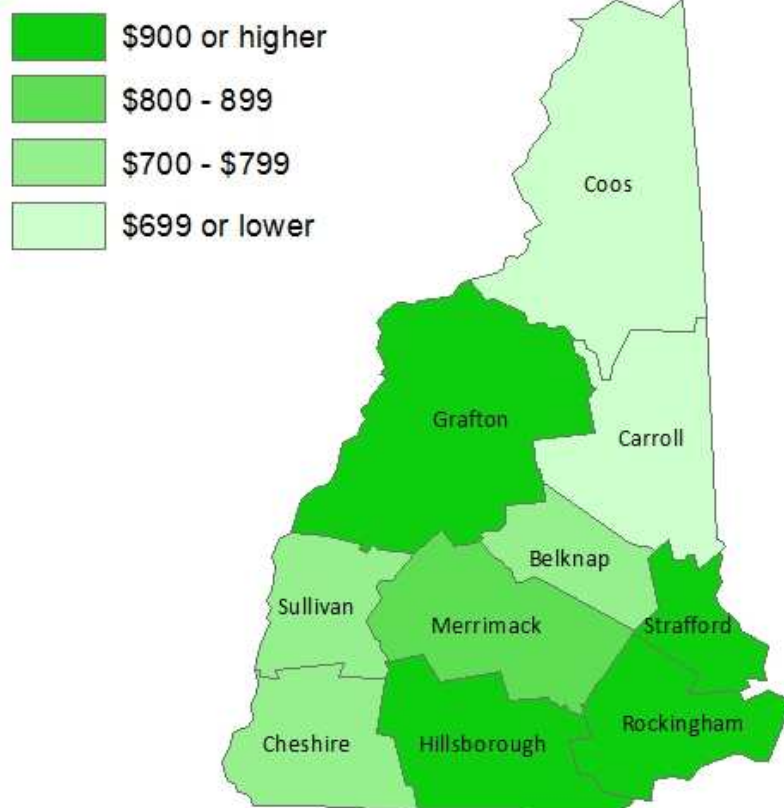 $900 or higher
$800 - 899
$700 - $799
$699 or lower
Coos
Grafton
Carroll
Belknap
Sullivan
Merrimack
Strafford
Rockingham
Cheshire
Hillsborough